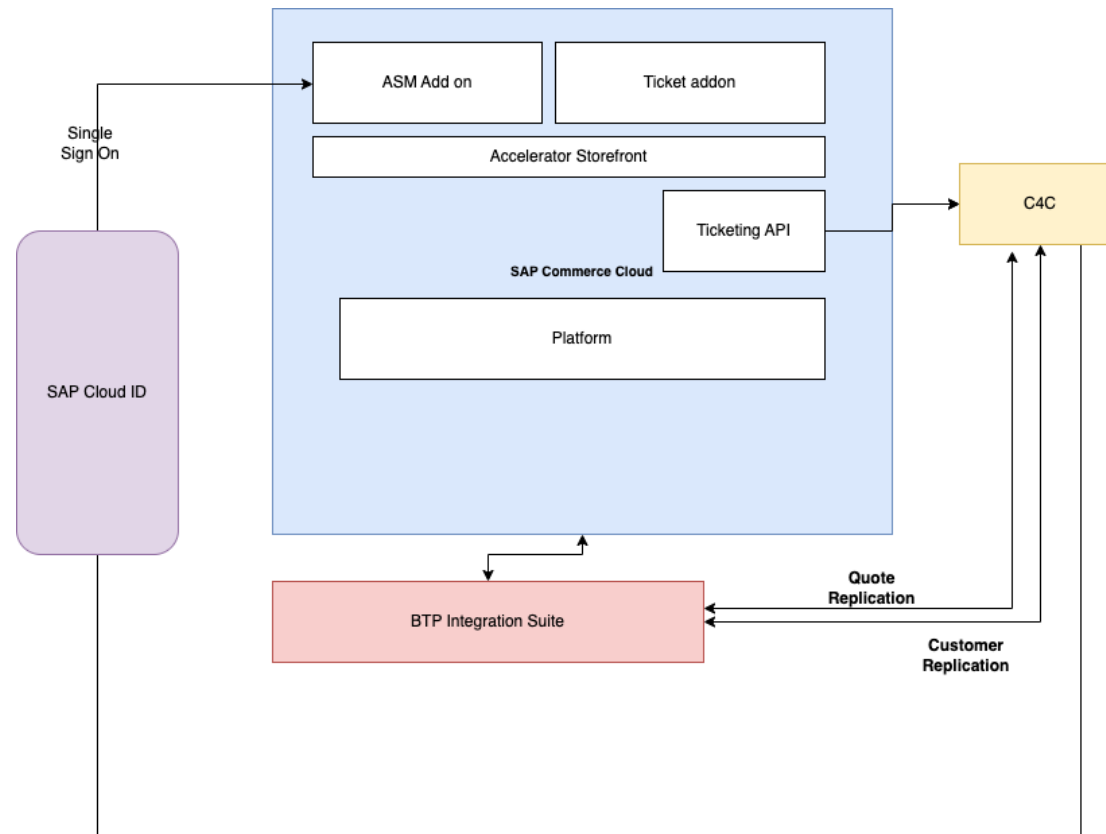 ASM Add on
Ticket addon
Single
Sign On
Accelerator Storefront
C4C
Ticketing API
SAP Commerce Cloud
Platform
SAP Cloud ID
Quote
Replication
BTP Integration Suite
Customer
Replication